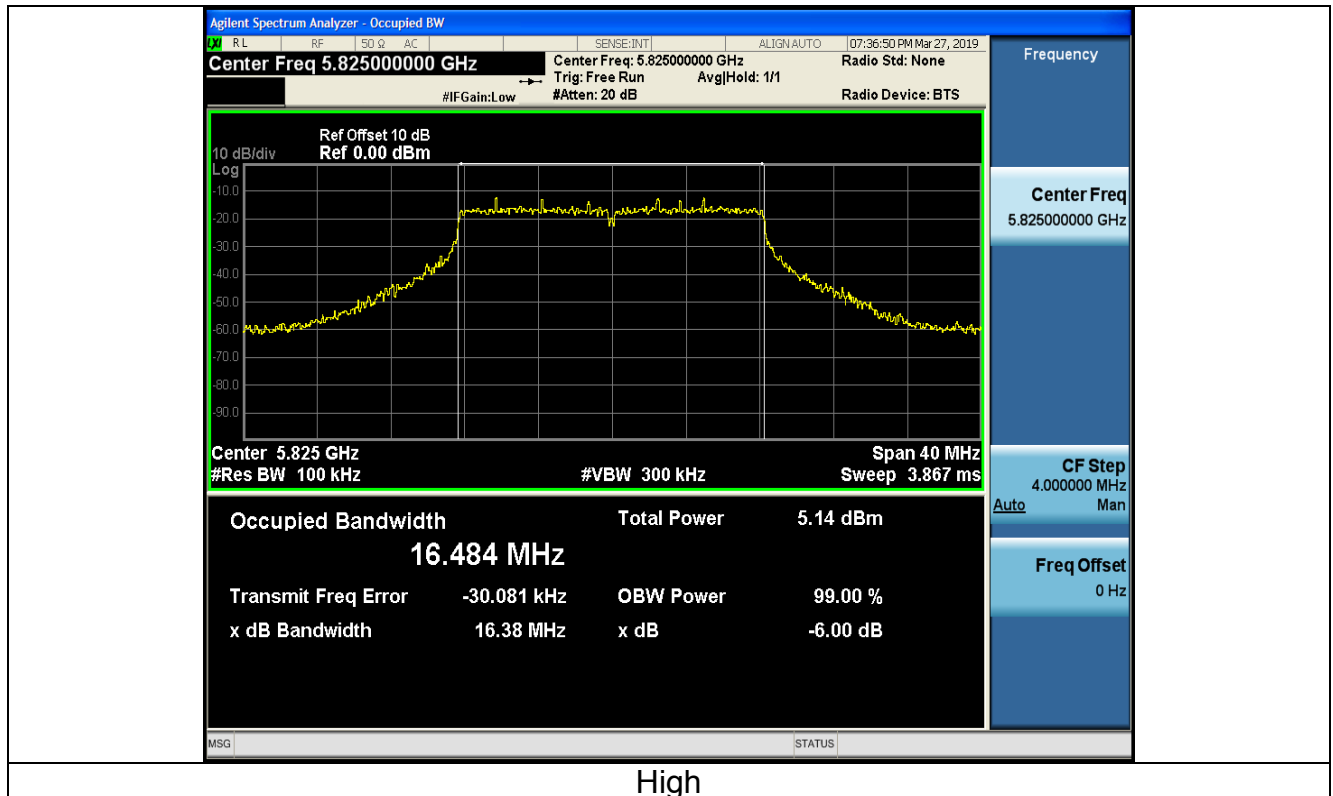 Agilent Spectrum Analyzer - Occupied BW
LXI RL RF 50 Ω AC SENSE:INT ALIGN AUTO 07:36:50 PM Mar 27, 2019
Center Freq 5.825000000 GHz
Center Freq: 5.825000000 GHz Radio Std: None
Trig: Free Run Avg|Hold: 1/1
#IFGain:Low #Atten: 20 dB Radio Device: BTS
Ref Offset 10 dB
10 dB/div Ref 0.00 dBm
Log
-10.0
-20.0
-30.0
-40.0
-50.0
-60.0
-70.0
-80.0
-90.0
Center 5.825 GHz Span 40 MHz
#Res BW 100 kHz #VBW 300 kHz Sweep 3.867 ms
Occupied Bandwidth Total Power 5.14 dBm
16.484 MHz
Transmit Freq Error -30.081 kHz OBW Power 99.00 %
x dB Bandwidth 16.38 MHz x dB -6.00 dB
MSG STATUS
Frequency
Center Freq
5.825000000 GHz
CF Step
4.000000 MHz
Auto Man
Freq Offset
0 Hz
High